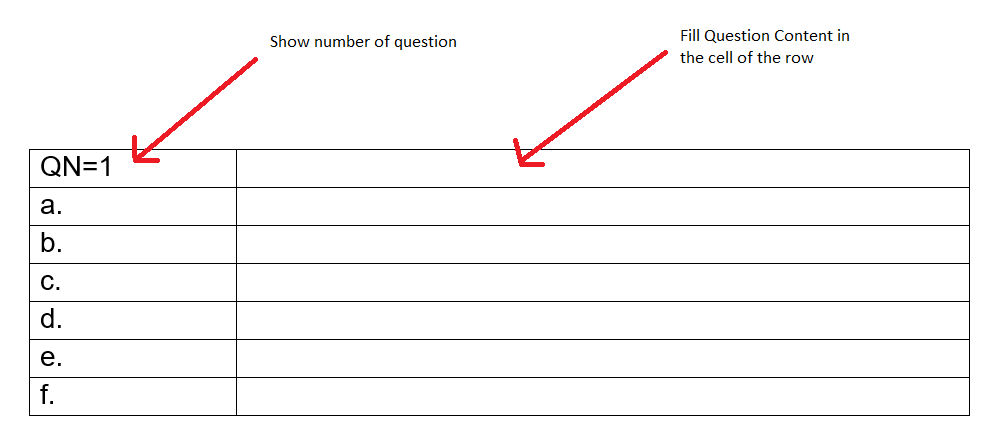 Show number of question
Fill Question Content in
the cell of the row
QN=1
a.
b.
c.
d.
e.
f.